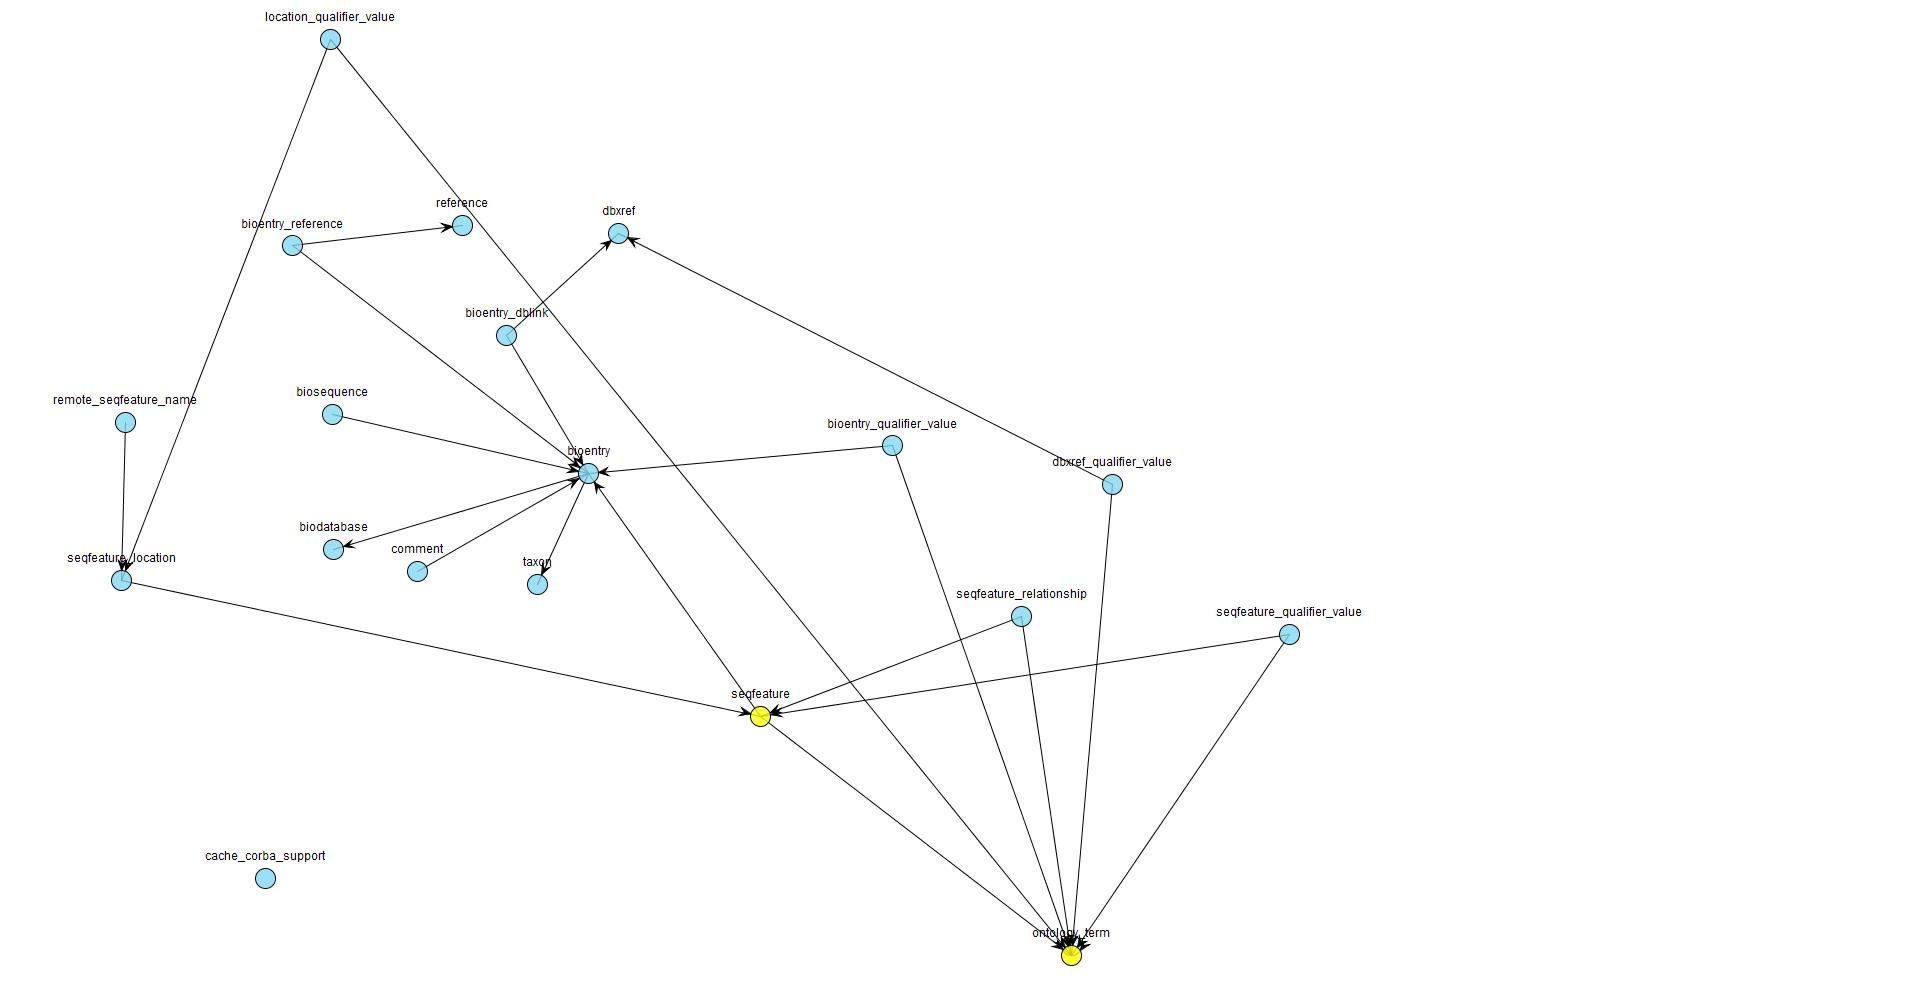 location_qualifier_value
reference
dbxref
bioentry_reference
bioentry_dblink
biosequence
remote_seqfeature_name
bioentry_qualifier_value
bioentry
dbxref_qualifier_value
biodatabase
comment
seqfeature_location
taxon
seqfeature_relationship
seqfeature_qualifier_value
seqfeature
cache_corba_support
ontology_term